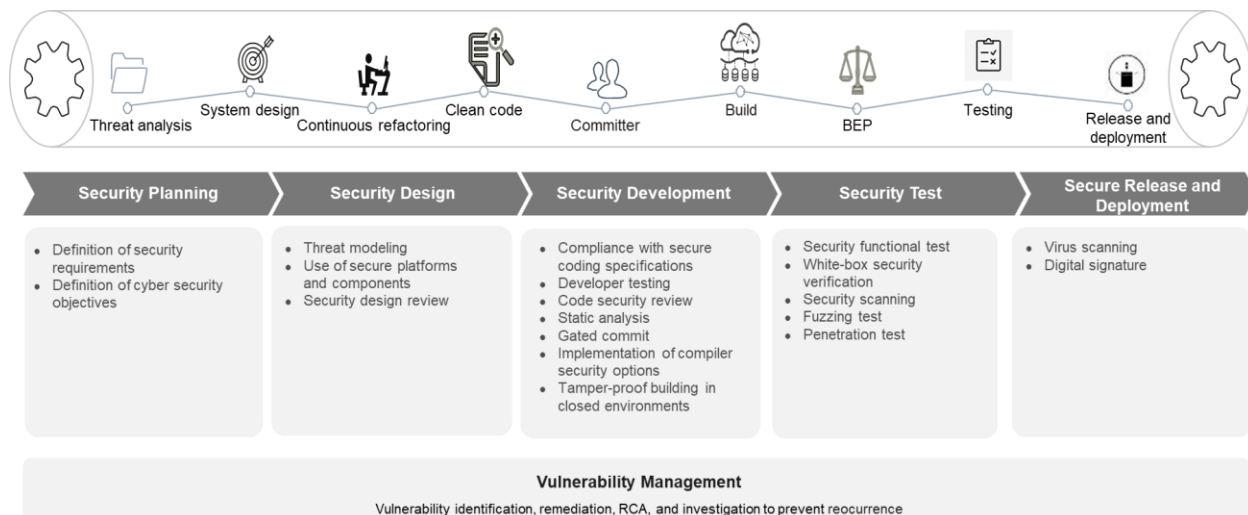 Threat analysis
System design
Continuous refactoring
Clean code
Committer
Build
BEP
Testing
Release and
deployment
Security Planning
Security Design
Security Development
Security Test
Secure Release and
Deployment
• Definition of security
requirements
• Definition of cyber security
objectives
• Threat modeling
• Use of secure platforms
and components
• Security design review
• Compliance with secure
coding specifications
• Developer testing
• Code security review
• Static analysis
• Gated commit
• Implementation of compiler
security options
• Tamper-proof building in
closed environments
• Security functional test
• White-box security
verification
• Security scanning
• Fuzzing test
• Penetration test
• Virus scanning
• Digital signature
Vulnerability Management
Vulnerability identification, remediation, RCA, and investigation to prevent reocurrence